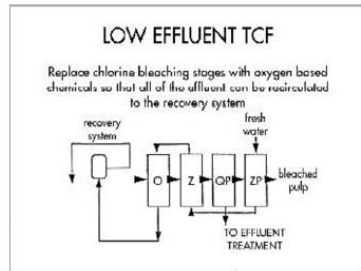 LOW EFFLUENT TCF
Replace chlorine bleaching stages with oxygen based
chemicals so that all of the affluent can be recirculated
to the recovery system
recovery
system
fresh
water
O
Z
QP
ZP
bleached
pulp
TO EFFLUENT
TREATMENT